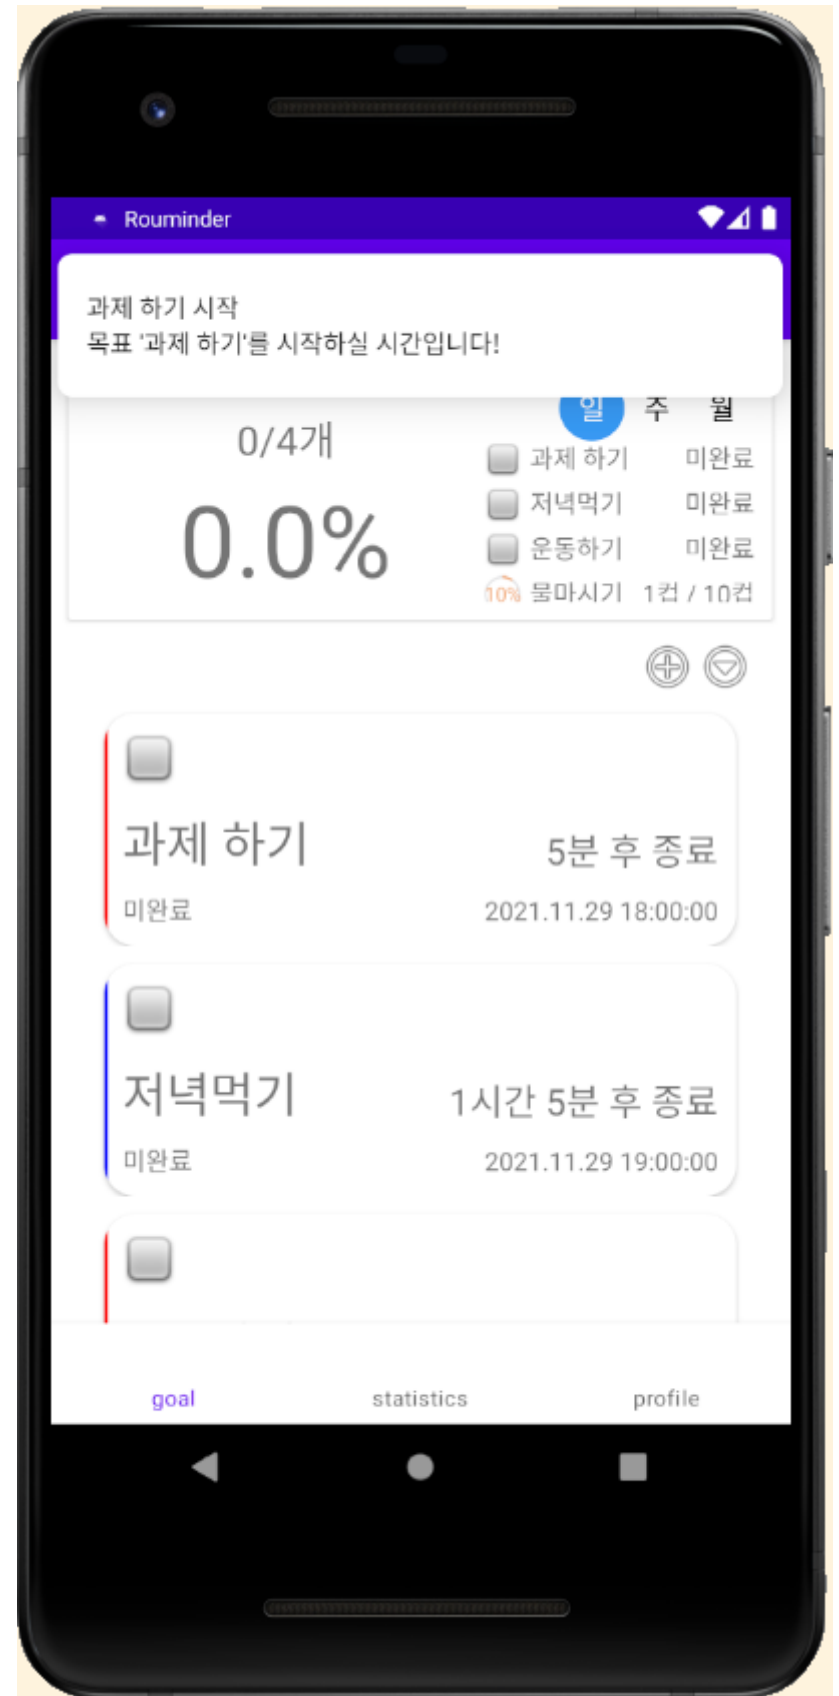 Rouminder
과제 하기 시작
목표 '과제 하기'를 시작하실 시간입니다!
일 주 월
0/4개
0.0%
과제 하기 미완료
저녁먹기 미완료
운동하기 미완료
10% 물마시기 1컵 / 10컵
과제 하기 5분 후 종료
미완료 2021.11.29 18:00:00
저녁먹기 1시간 5분 후 종료
미완료 2021.11.29 19:00:00
goal statistics profile